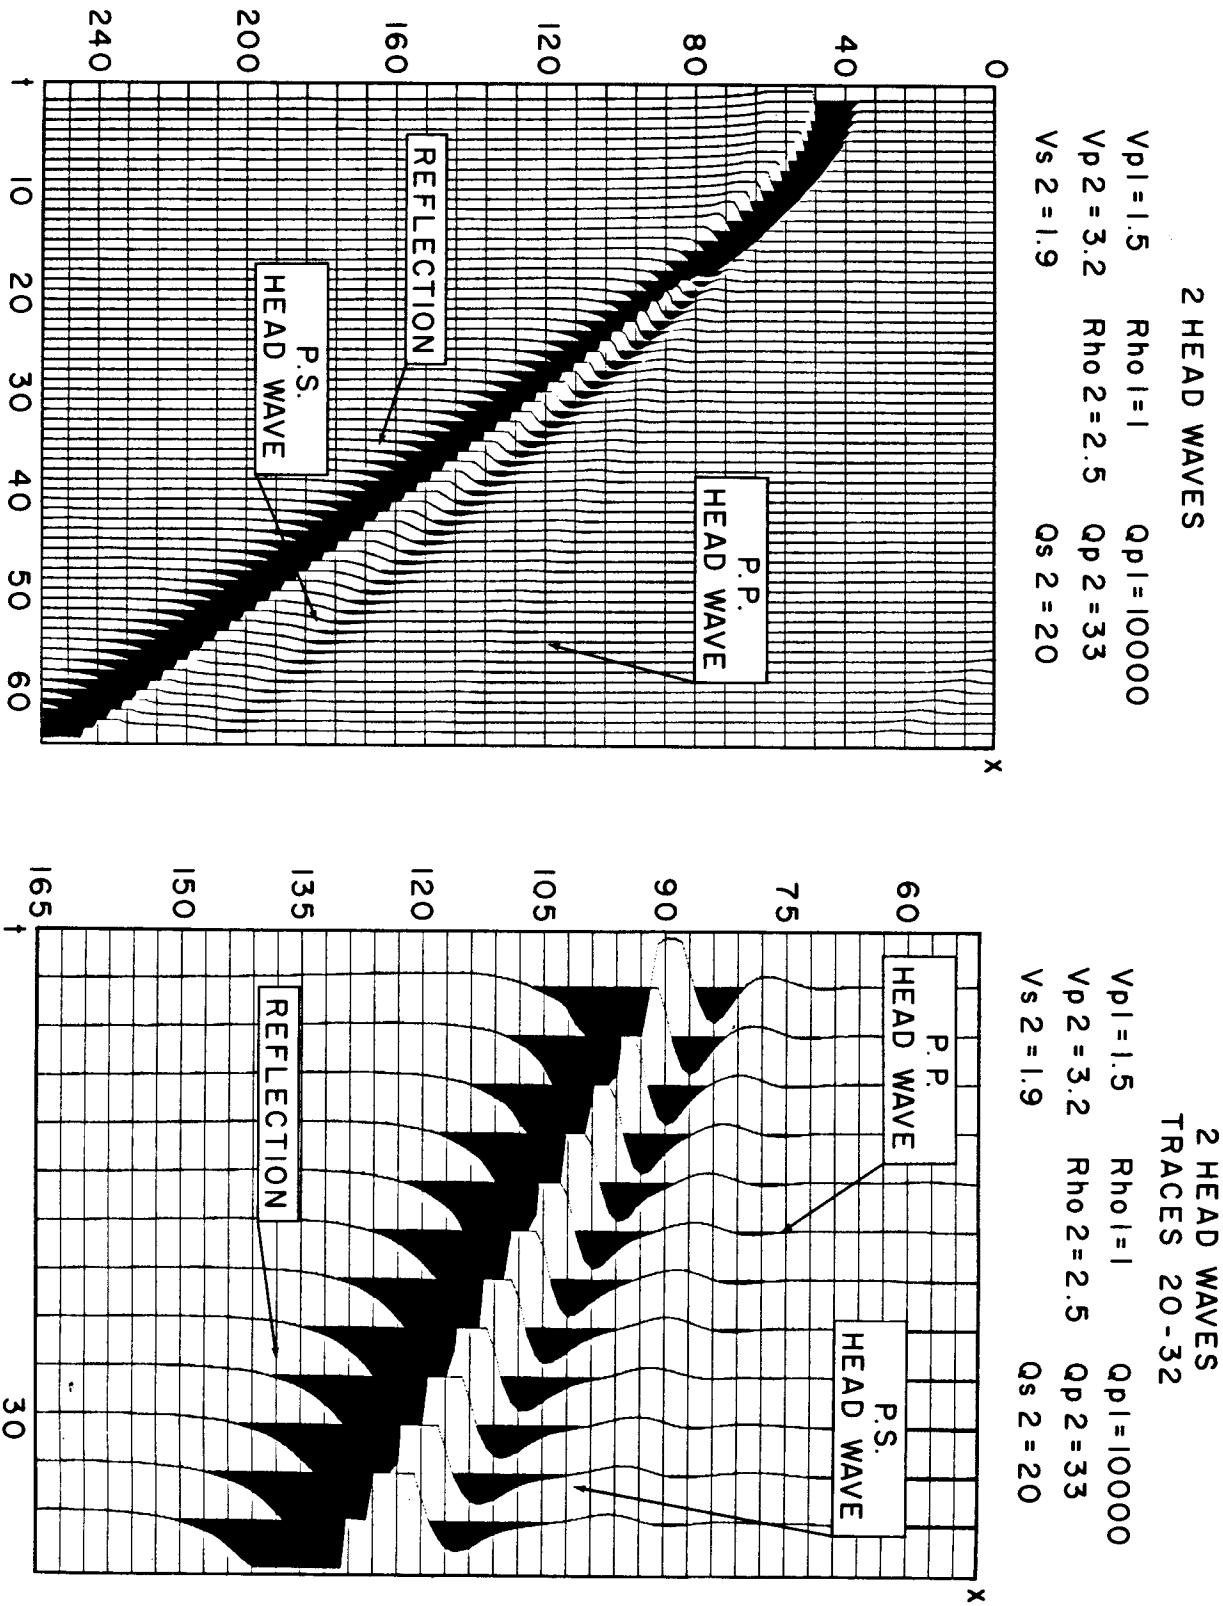 2 HEAD WAVES
Vp1 = 1.5 Rho1 = 1 Qp1 = 10000
Vp2 = 3.2 Rho2 = 2.5 Qp2 = 33
Vs2 = 1.9 Qs2 = 20
x
0
40
80
120
160
200
240
t
10
20
30
40
50
60
P.P.
HEAD WAVE
REFLECTION
P.S.
HEAD WAVE
2 HEAD WAVES
TRACES 20-32
Vp1 = 1.5 Rho1 = 1 Qp1 = 10000
Vp2 = 3.2 Rho2 = 2.5 Qp2 = 33
Vs2 = 1.9 Qs2 = 20
x
60
75
90
105
120
135
150
165
t
30
P.P.
HEAD WAVE
P.S.
HEAD WAVE
REFLECTION